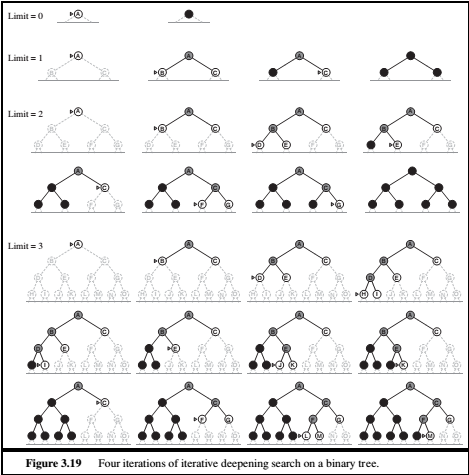 Limit = 0 A
Limit = 1 A A A
B C C
Limit = 2 A A A A
B C B C B C
D E E
A A A
C C C
F G G
Limit = 3 A A A A
B C B C B C
D E D E
H I
A A A A
B C B C C C
D E E E E
I J K K
A A A A
C C C C
F G F G F G
L M M
Figure 3.19 Four iterations of iterative deepening search on a binary tree.